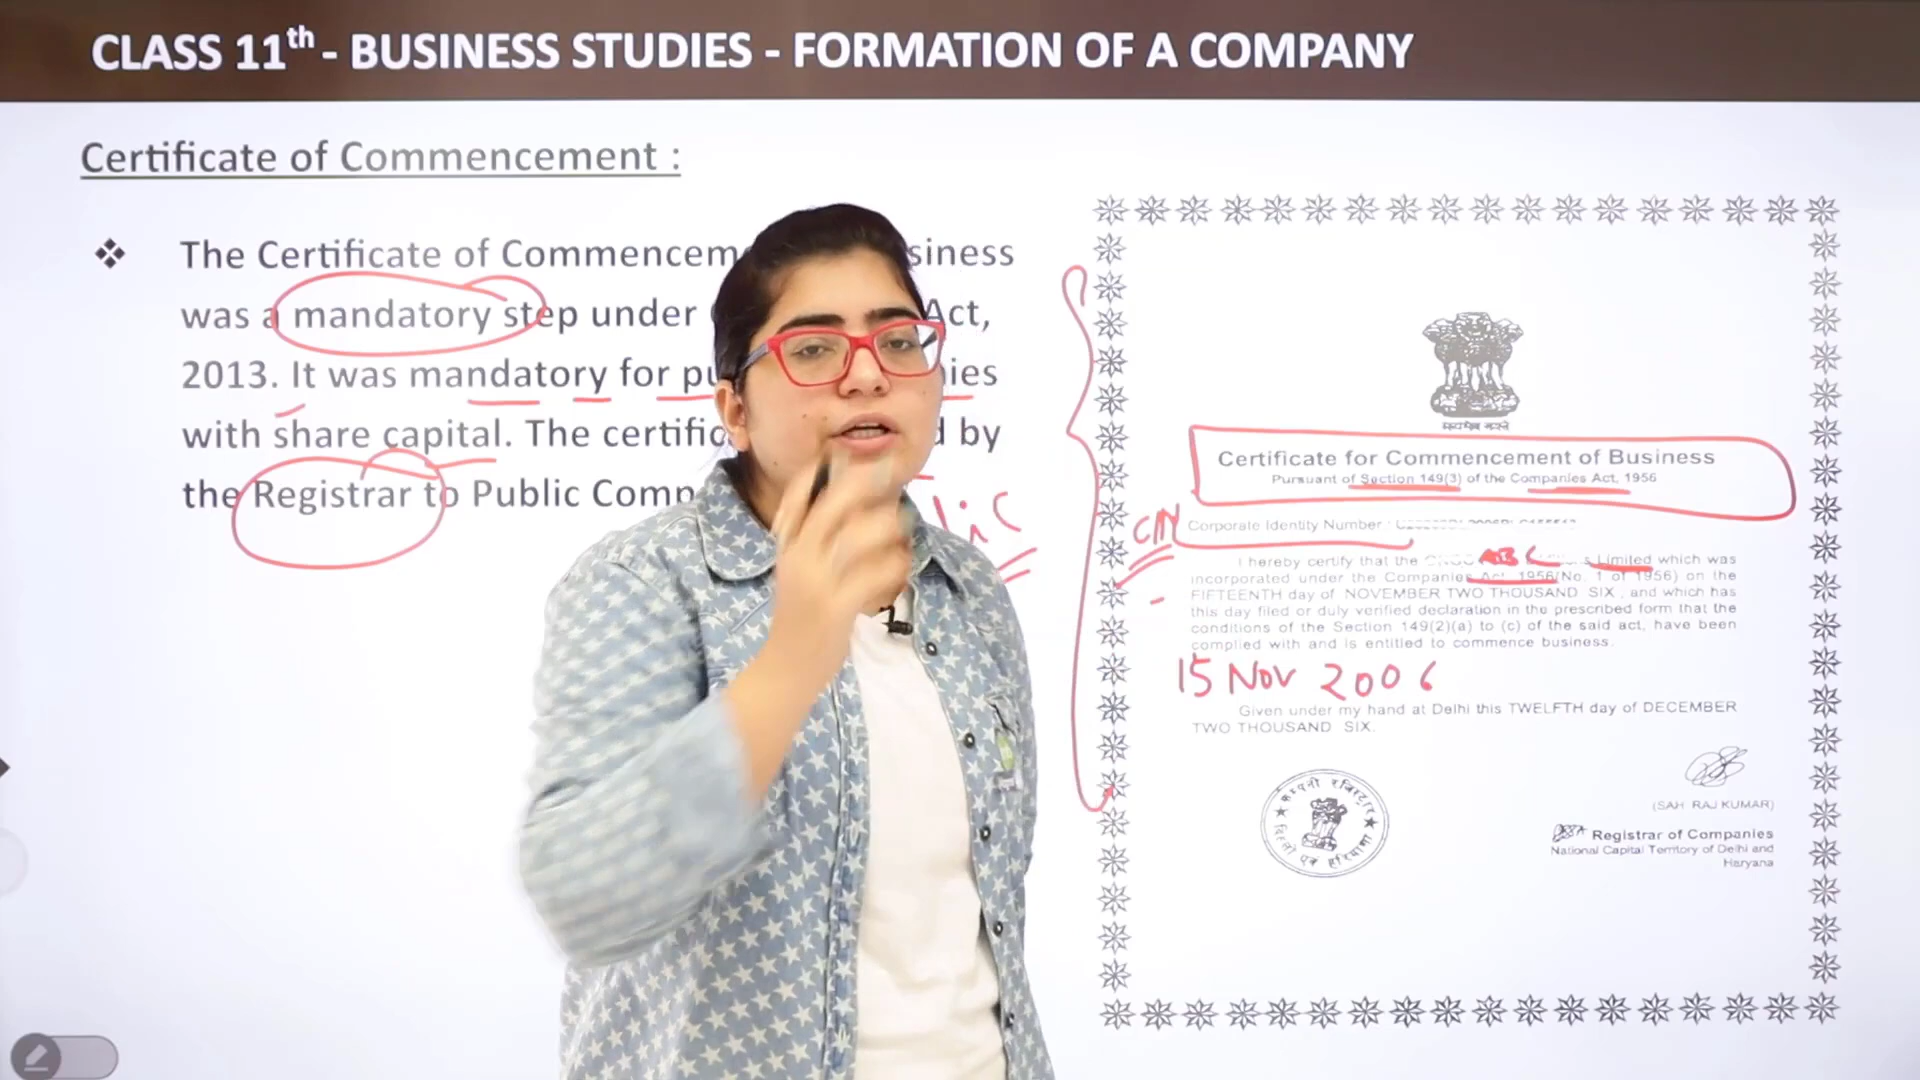 CLASS 11th - BUSINESS STUDIES - FORMATION OF A COMPANY
Certificate of Commencement :
The Certificate of Commencem siness
was a mandatory step under Act,
2013. It was mandatory for pu nies
with share capital. The certific d by
the Registrar to Public Comp
lic
सत्यमेव जयते
Certificate for Commencement of Business
Pursuant of Section 149(3) of the Companies Act, 1956
CIN
Corporate Identity Number :
I hereby certify that the ABC s Limited which was
incorporated under the Companies Act, 1956(No. 1 of 1956) on the
FIFTEENTH day of NOVEMBER TWO THOUSAND SIX , and which has
this day filed or duly verified declaration in the prescribed form that the
conditions of the Section 149(2)(a) to (c) of the said act, have been
complied with and is entitled to commence business.
15 Nov 2006
Given under my hand at Delhi this TWELFTH day of DECEMBER
TWO THOUSAND SIX.
(SAH RAJ KUMAR)
Registrar of Companies
National Capital Territory of Delhi and
Haryana